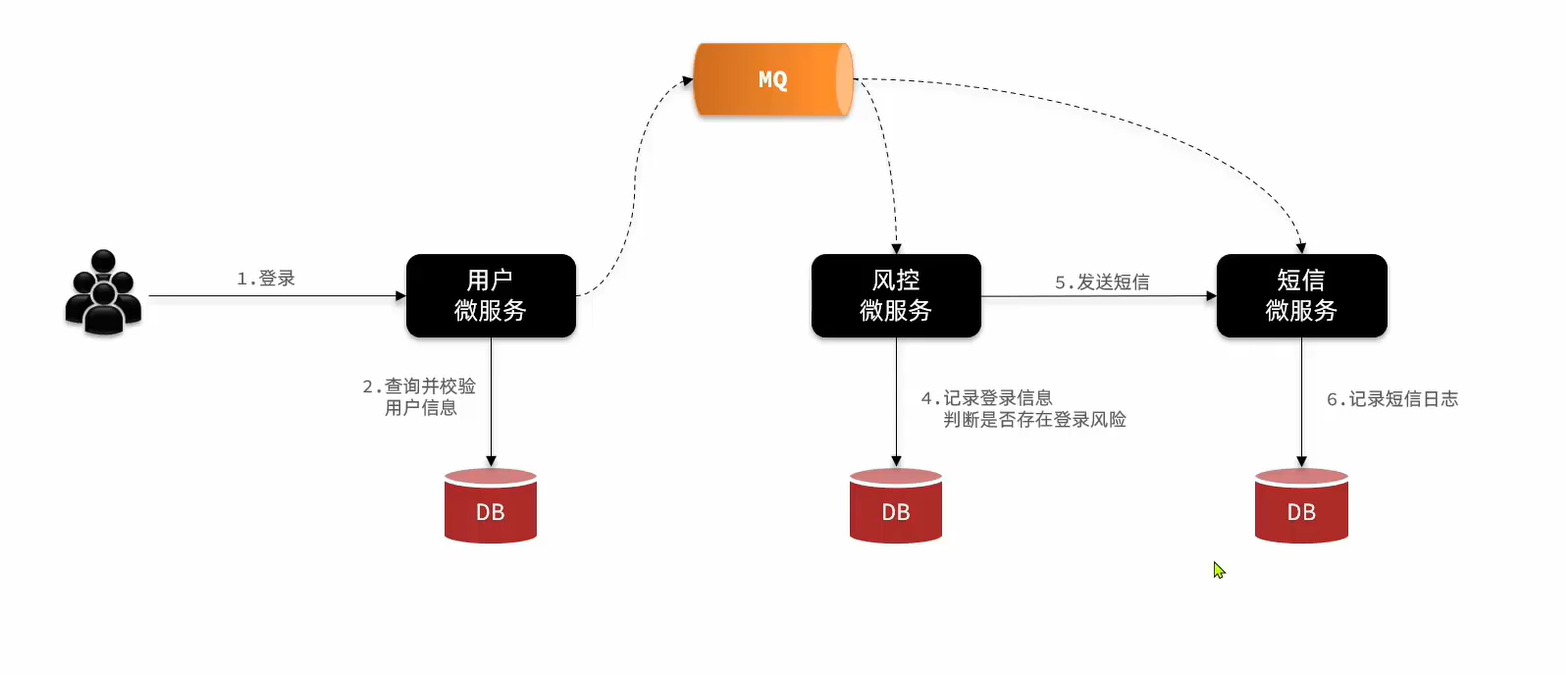 MQ
1.登录
用户
微服务
风控
微服务
5.发送短信
短信
微服务
2.查询并校验
用户信息
4.记录登录信息
判断是否存在登录风险
6.记录短信日志
DB
DB
DB